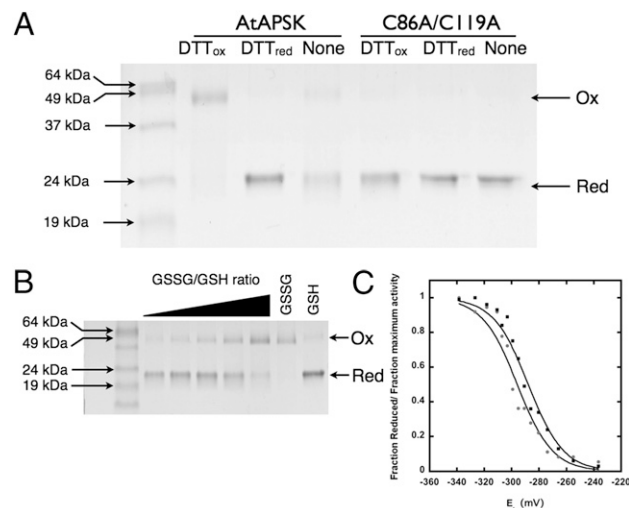 A
AtAPSK
C86A/C119A
DTTox
DTTred
None
DTTox
DTTred
None
64 kDa
49 kDa
37 kDa
24 kDa
19 kDa
Ox
Red
B
GSSG/GSH ratio
GSSG
GSH
64 kDa
49 kDa
24 kDa
19 kDa
Ox
Red
C
Fraction Reduced/ Fraction maximum activity
1
0.8
0.6
0.4
0.2
0
-360 -340 -320 -300 -280 -260 -240 -220
E (mV)